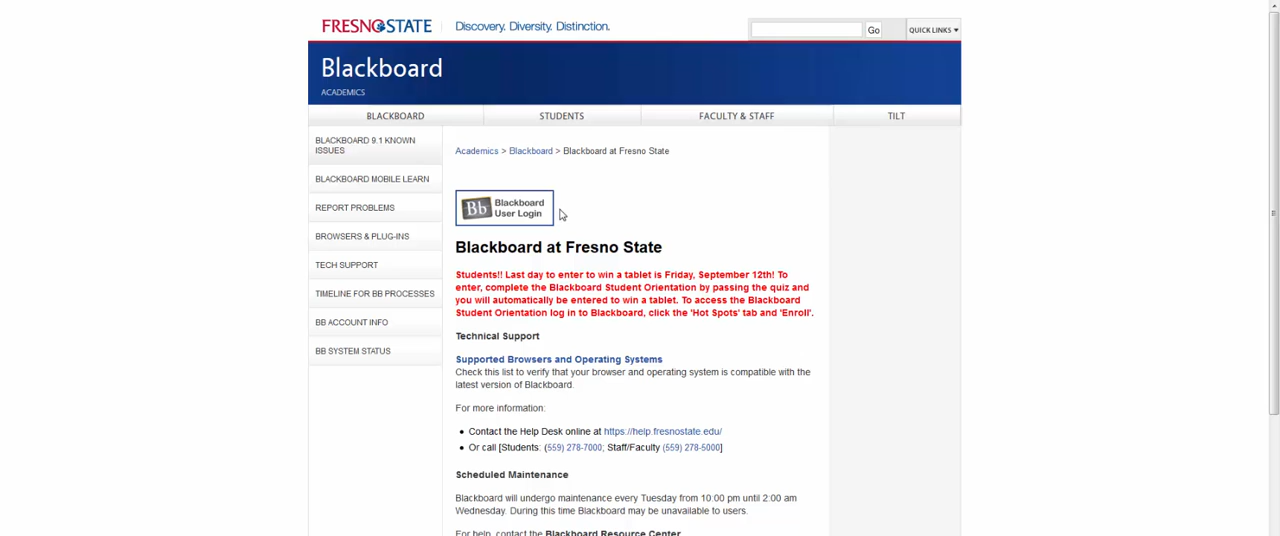 FRESNO STATE
Discovery. Diversity. Distinction.
Go
QUICK LINKS
Blackboard
ACADEMICS
BLACKBOARD
STUDENTS
FACULTY & STAFF
TILT
BLACKBOARD 9.1 KNOWN
ISSUES
BLACKBOARD MOBILE LEARN
REPORT PROBLEMS
BROWSERS & PLUG-INS
TECH SUPPORT
TIMELINE FOR BB PROCESSES
BB ACCOUNT INFO
BB SYSTEM STATUS
Academics > Blackboard > Blackboard at Fresno State
Bb Blackboard
User Login
Blackboard at Fresno State
Students!! Last day to enter to win a tablet is Friday, September 12th! To
enter, complete the Blackboard Student Orientation by passing the quiz and
you will automatically be entered to win a tablet. To access the Blackboard
Student Orientation log in to Blackboard, click the 'Hot Spots' tab and 'Enroll'.
Technical Support
Supported Browsers and Operating Systems
Check this list to verify that your browser and operating system is compatible with the
latest version of Blackboard.
For more information:
• Contact the Help Desk online at https://help.fresnostate.edu/
• Or call [Students: (559) 278-7000; Staff/Faculty (559) 278-5000]
Scheduled Maintenance
Blackboard will undergo maintenance every Tuesday from 10:00 pm until 2:00 am
Wednesday. During this time Blackboard may be unavailable to users.
For help, contact the Blackboard Resource Center